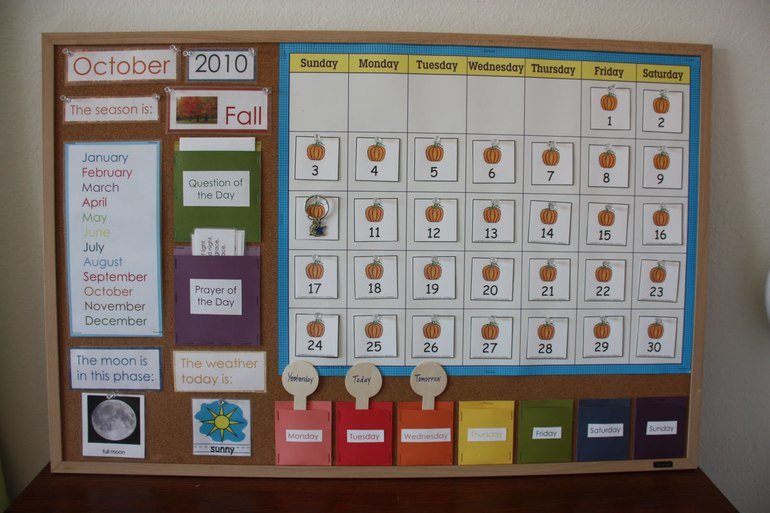 October
2010
The season is:
Fall
January
February
March
April
May
June
July
August
September
October
November
December
Question of
the Day
Prayer of
the Day
The moon is
in this phase:
The weather
today is:
full moon
sunny
Sunday Monday Tuesday Wednesday Thursday Friday Saturday
1 2
3 4 5 6 7 8 9
11 12 13 14 15 16
17 18 19 20 21 22 23
24 25 26 27 28 29 30
Yesterday Today Tomorrow
Monday Tuesday Wednesday Thursday Friday Saturday Sunday